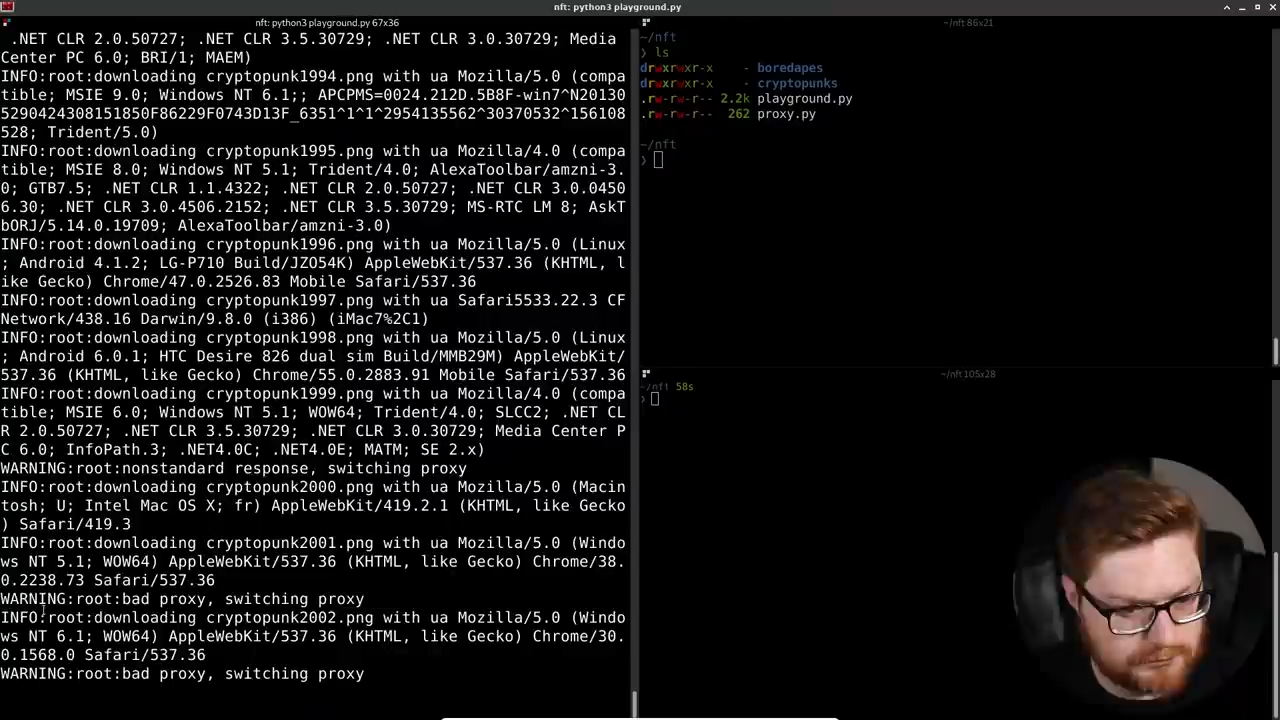 nft: python3 playground.py
nft: python3 playground.py 67x36
.NET CLR 2.0.50727; .NET CLR 3.5.30729; .NET CLR 3.0.30729; Media
Center PC 6.0; BRI/1; MAEM)
INFO:root:downloading cryptopunk1994.png with ua Mozilla/5.0 (compa
tible; MSIE 9.0; Windows NT 6.1;; APCPMS=^N20130
INFO:root:downloading cryptopunk1995.png with ua Mozilla/4.0 (compa
tible; MSIE 8.0; Windows NT 5.1; Trident/4.0; AlexaToolbar/amzni-3.
0; GTB7.5; .NET CLR 1.1.4322; .NET CLR 2.0.50727; .NET CLR 3.0.0450
6.30; .NET CLR 3.0.4506.2152; .NET CLR 3.5.30729; MS-RTC LM 8; AskT
bORJ/5.14.0.19709; AlexaToolbar/amzni-3.0)
INFO:root:downloading cryptopunk1996.png with ua Mozilla/5.0 (Linux
; Android 4.1.2; LG-P710 Build/JZO54K) AppleWebKit/537.36 (KHTML, l
ike Gecko) Chrome/47.0.2526.83 Mobile Safari/537.36
INFO:root:downloading cryptopunk1997.png with ua Safari5533.22.3 CF
Network/438.16 Darwin/9.8.0 (i386) (iMac7%2C1)
INFO:root:downloading cryptopunk1998.png with ua Mozilla/5.0 (Linux
; Android 6.0.1; HTC Desire 826 dual sim Build/MMB29M) AppleWebKit/
537.36 (KHTML, like Gecko) Chrome/55.0.2883.91 Mobile Safari/537.36
INFO:root:downloading cryptopunk1999.png with ua Mozilla/4.0 (compa
tible; MSIE 6.0; Windows NT 5.1; WOW64; Trident/4.0; SLCC2; .NET CL
R 2.0.50727; .NET CLR 3.5.30729; .NET CLR 3.0.30729; Media Center P
C 6.0; InfoPath.3; .NET4.0C; .NET4.0E; MATM; SE 2.x)
WARNING:root:nonstandard response, switching proxy
INFO:root:downloading cryptopunk2000.png with ua Mozilla/5.0 (Macin
tosh; U; Intel Mac OS X; fr) AppleWebKit/419.2.1 (KHTML, like Gecko
) Safari/419.3
INFO:root:downloading cryptopunk2001.png with ua Mozilla/5.0 (Windo
ws NT 5.1; WOW64) AppleWebKit/537.36 (KHTML, like Gecko) Chrome/38.
0.2238.73 Safari/537.36
WARNING:root:bad proxy, switching proxy
INFO:root:downloading cryptopunk2002.png with ua Mozilla/5.0 (Windo
ws NT 6.1; WOW64) AppleWebKit/537.36 (KHTML, like Gecko) Chrome/30.
0.1568.0 Safari/537.36
WARNING:root:bad proxy, switching proxy
~/nft 86x21
~/nft
❯ ls
drwxrwxr-x - boredapes
drwxrwxr-x - cryptopunks
.rw-rw-r-- 2.2k playground.py
.rw-rw-r-- 262 proxy.py
~/nft
❯
~/nft 105x28
~/nft 58s
❯